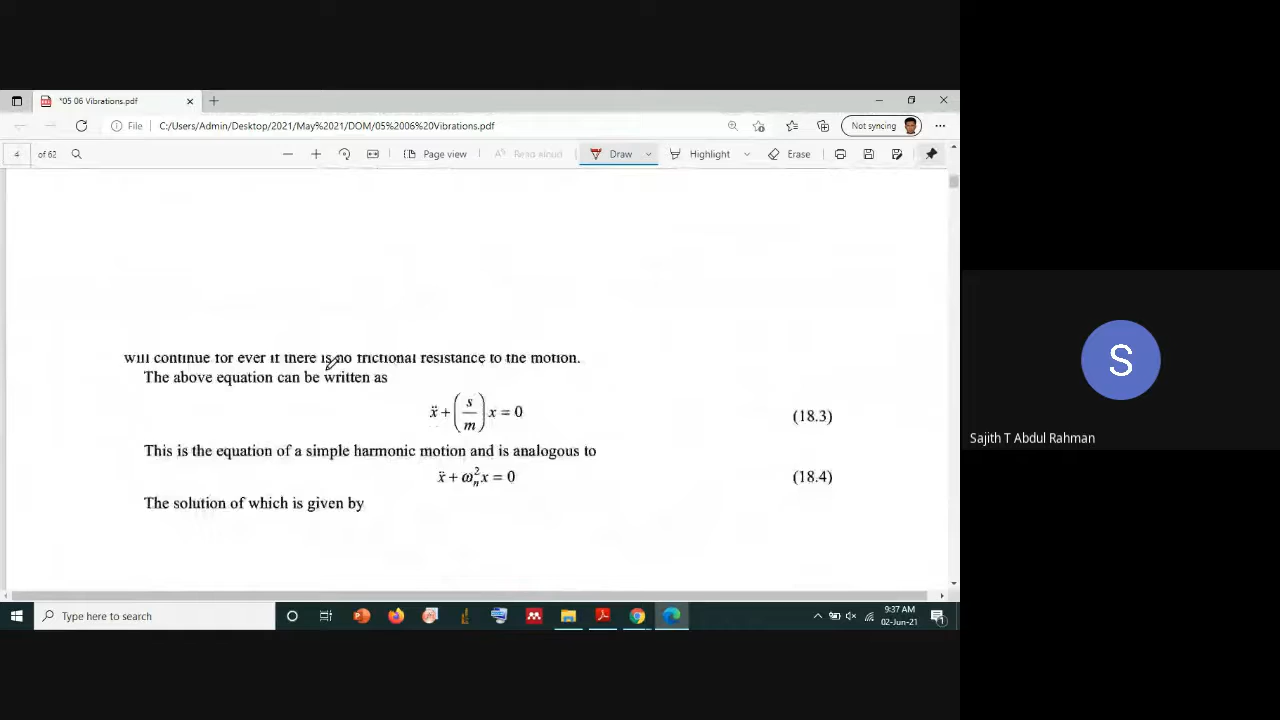 *05 06 Vibrations.pdf
File
C:/Users/Admin/Desktop/2021/May%2021/DOM/05%2006%20Vibrations.pdf
Not syncing
4 of 62
Page view
Read aloud
Draw
Highlight
Erase
will continue for ever if there is no frictional resistance to the motion.
The above equation can be written as
ẍ + (s/m) x = 0 (18.3)
This is the equation of a simple harmonic motion and is analogous to
ẍ + ωₙ² x = 0 (18.4)
The solution of which is given by
S
Sajith T Abdul Rahman
Type here to search
9:37 AM
02-Jun-21
1